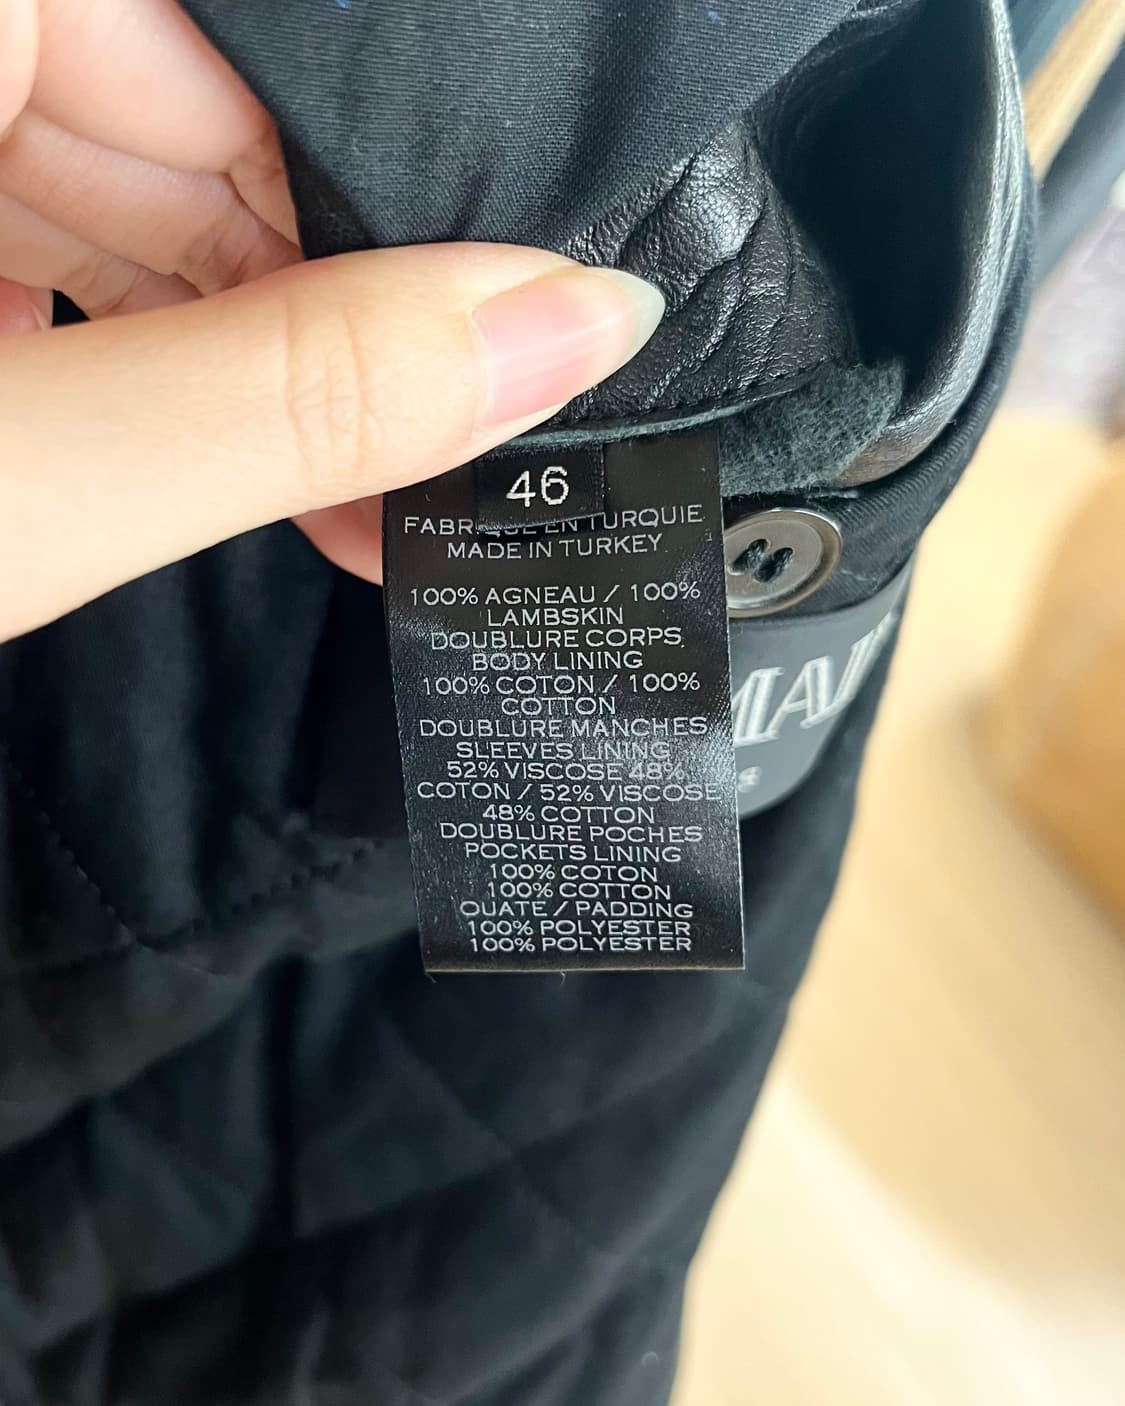 46
EN TURQUIE
MADE IN TURKEY
100% AGNEAU / 100%
LAMBSKIN
DOUBLURE CORPS
BODY LINING
100% COTON / 100%
COTTON
DOUBLURE MANCHES
SLEEVES LINING
52% VISCOSE 48%
COTON / 52% VISCOSE
48% COTTON
DOUBLURE POCHES
POCKETS LINING
100% COTON
100% COTTON
OUATE / PADDING
100% POLYESTER
100% POLYESTER